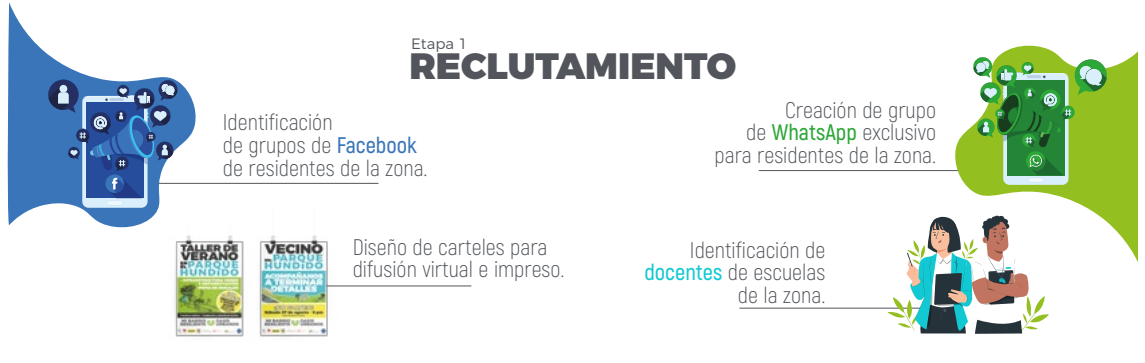 Etapa 1
RECLUTAMIENTO
Identificación
de grupos de Facebook
de residentes de la zona.
Creación de grupo
de WhatsApp exclusivo
para residentes de la zona.
TALLER DE
VERANO
PARQUE
HUNDIDO
VECINO
PARQUE
HUNDIDO
ACOMPÁÑANOS
A TERMINAR
DETALLES
Diseño de carteles para
difusión virtual e impreso.
Identificación de
docentes de escuelas
de la zona.